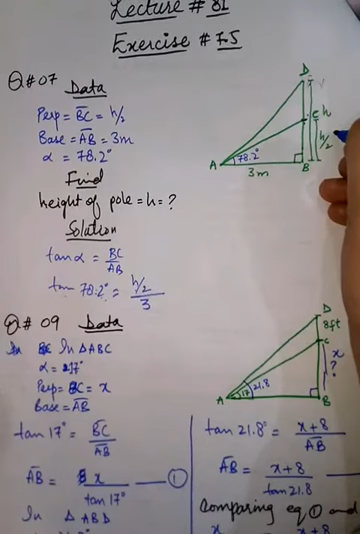 Lecture # 81
Exercise # 7.5
Q.# 07 Data
Perp = BC = h/2
Base = AB = 3m
α = 78.2°
Find
height of pole = h = ?
Solution
tanα = BC/AB
tan 78.2° = h/2 / 3
D
C
h
h/2
A
78.2°
B
3m
Q.# 09 Data
In ΔABC
α = 17°
Perp = BC = x
Base = AB
tan 17° = BC/AB
AB = x / tan 17° — ①
In Δ ABD
D
8ft
C
x
?
A
17
21.8
B
tan 21.8° = x+8 / AB
AB = x+8 / tan 21.8
Comparing eq ① and
x
x+8